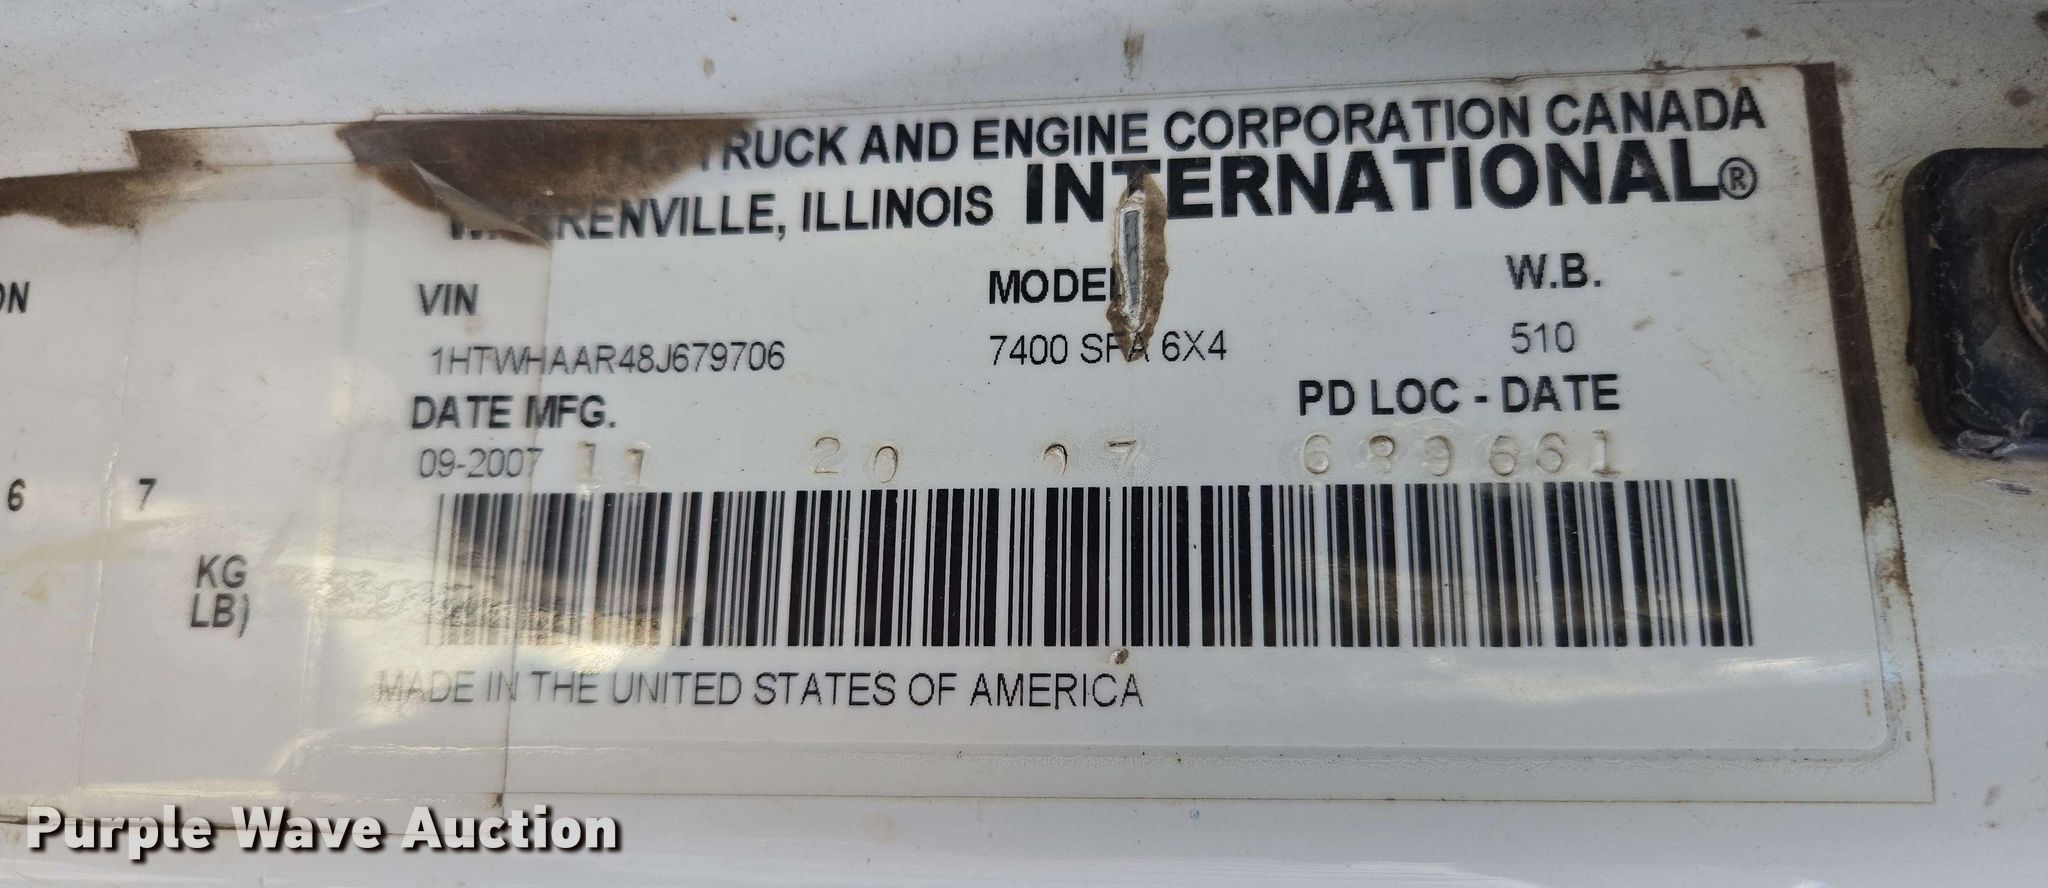 TRUCK AND ENGINE CORPORATION CANADA
WARRENVILLE, ILLINOIS INTERNATIONAL®
VIN MODEL W.B.
1HTWHAAR48J679706 7400 SFA 6X4 510
DATE MFG. PD LOC - DATE
09-2007 11 20 07 689661
ON
6 7
KG
LB)
MADE IN THE UNITED STATES OF AMERICA
Purple Wave Auction